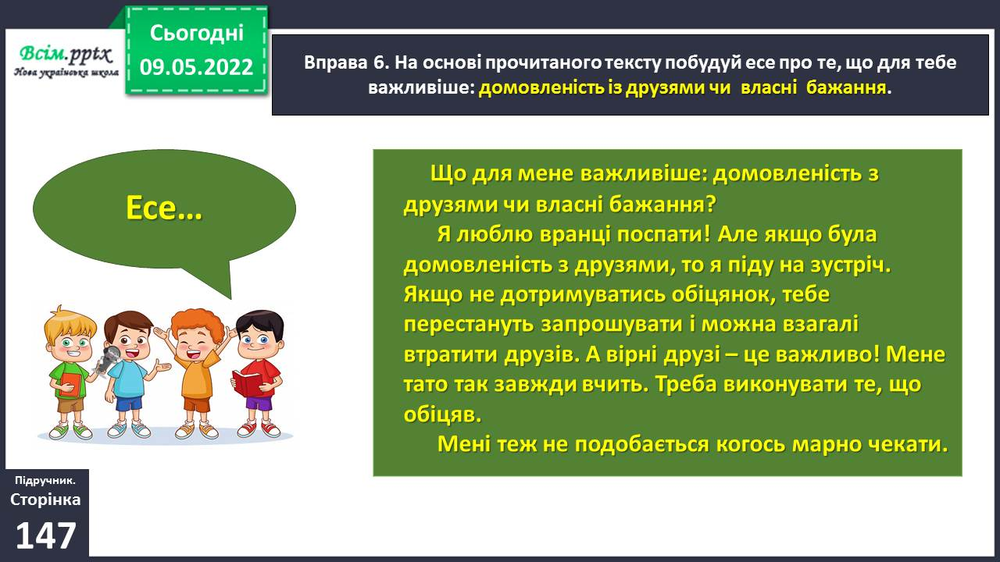 Сьогодні
09.05.2022
Всім.pptx
Нова українська школа
Вправа 6. На основі прочитаного тексту побудуй есе про те, що для тебе
важливіше: домовленість із друзями чи власні бажання.
Есе...
Що для мене важливіше: домовленість з
друзями чи власні бажання?
Я люблю вранці поспати! Але якщо була
домовленість з друзями, то я піду на зустріч.
Якщо не дотримуватись обіцянок, тебе
перестануть запрошувати і можна взагалі
втратити друзів. А вірні друзі – це важливо! Мене
тато так завжди вчить. Треба виконувати те, що
обіцяв.
Мені теж не подобається когось марно чекати.
Підручник.
Сторінка
147